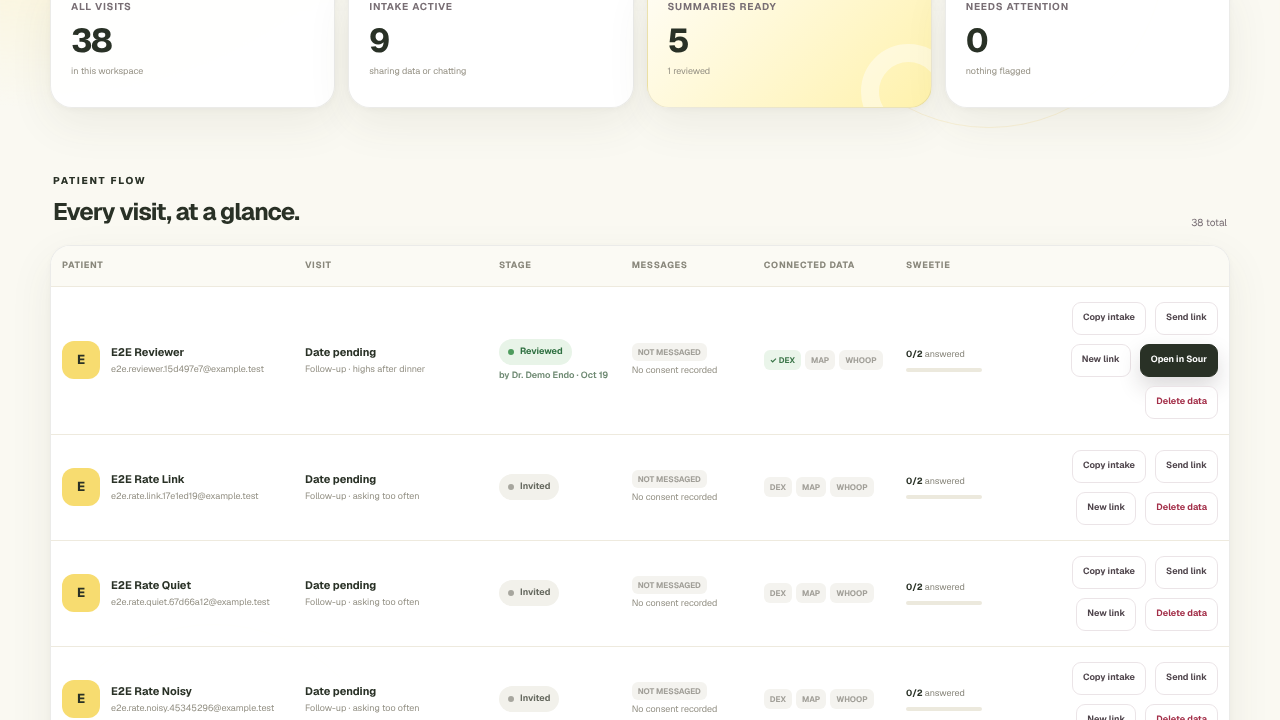 ALL VISITS
38
in this workspace
INTAKE ACTIVE
9
sharing data or chatting
SUMMARIES READY
5
1 reviewed
NEEDS ATTENTION
0
nothing flagged
PATIENT FLOW
Every visit, at a glance.
38 total
PATIENT VISIT STAGE MESSAGES CONNECTED DATA SWEETIE
E
E2E Reviewer
e2e.reviewer.15d497e7@example.test
Date pending
Follow-up · highs after dinner
Reviewed
by Dr. Demo Endo · Oct 19
NOT MESSAGED
No consent recorded
✓ DEX MAP WHOOP
0/2 answered
Copy intake Send link
New link Open in Sour
Delete data
E
E2E Rate Link
e2e.rate.link.17e1ed19@example.test
Date pending
Follow-up · asking too often
Invited
NOT MESSAGED
No consent recorded
DEX MAP WHOOP
0/2 answered
Copy intake Send link
New link Delete data
E
E2E Rate Quiet
e2e.rate.quiet.67d66a12@example.test
Date pending
Follow-up · asking too often
Invited
NOT MESSAGED
No consent recorded
DEX MAP WHOOP
0/2 answered
Copy intake Send link
New link Delete data
E
E2E Rate Noisy
e2e.rate.noisy.45345296@example.test
Date pending
Follow-up · asking too often
Invited
NOT MESSAGED
No consent recorded
DEX MAP WHOOP
0/2 answered
Copy intake Send link
New link Delete data